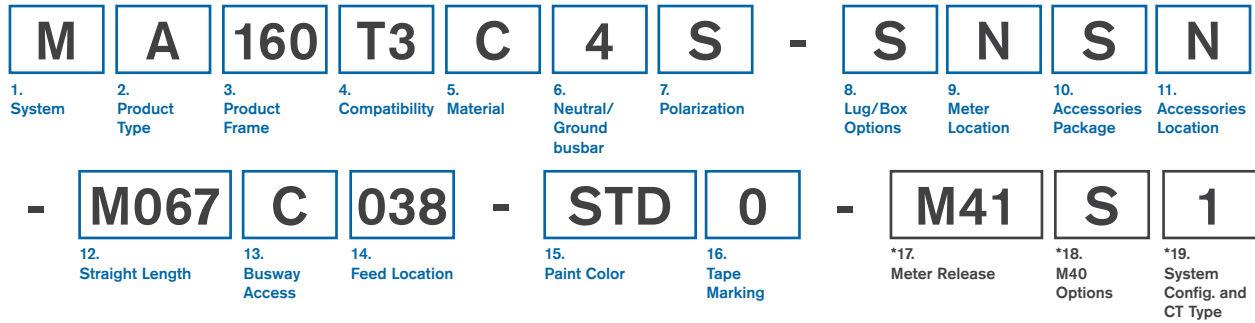 M A 160 T3 C 4 S - S N S N
1. 2. 3. 4. 5. 6. 7. 8. 9. 10. 11.
System Product Product Compatibility Material Neutral/ Polarization Lug/Box Meter Accessories Accessories
Type Frame Ground Options Location Package Location
busbar
- M067 C 038 - STD 0 - M41 S 1
12. 13. 14. 15. 16. *17. *18. *19.
Straight Length Busway Feed Location Paint Color Tape Meter Release M40 System
Access Marking Options Config. and
CT Type